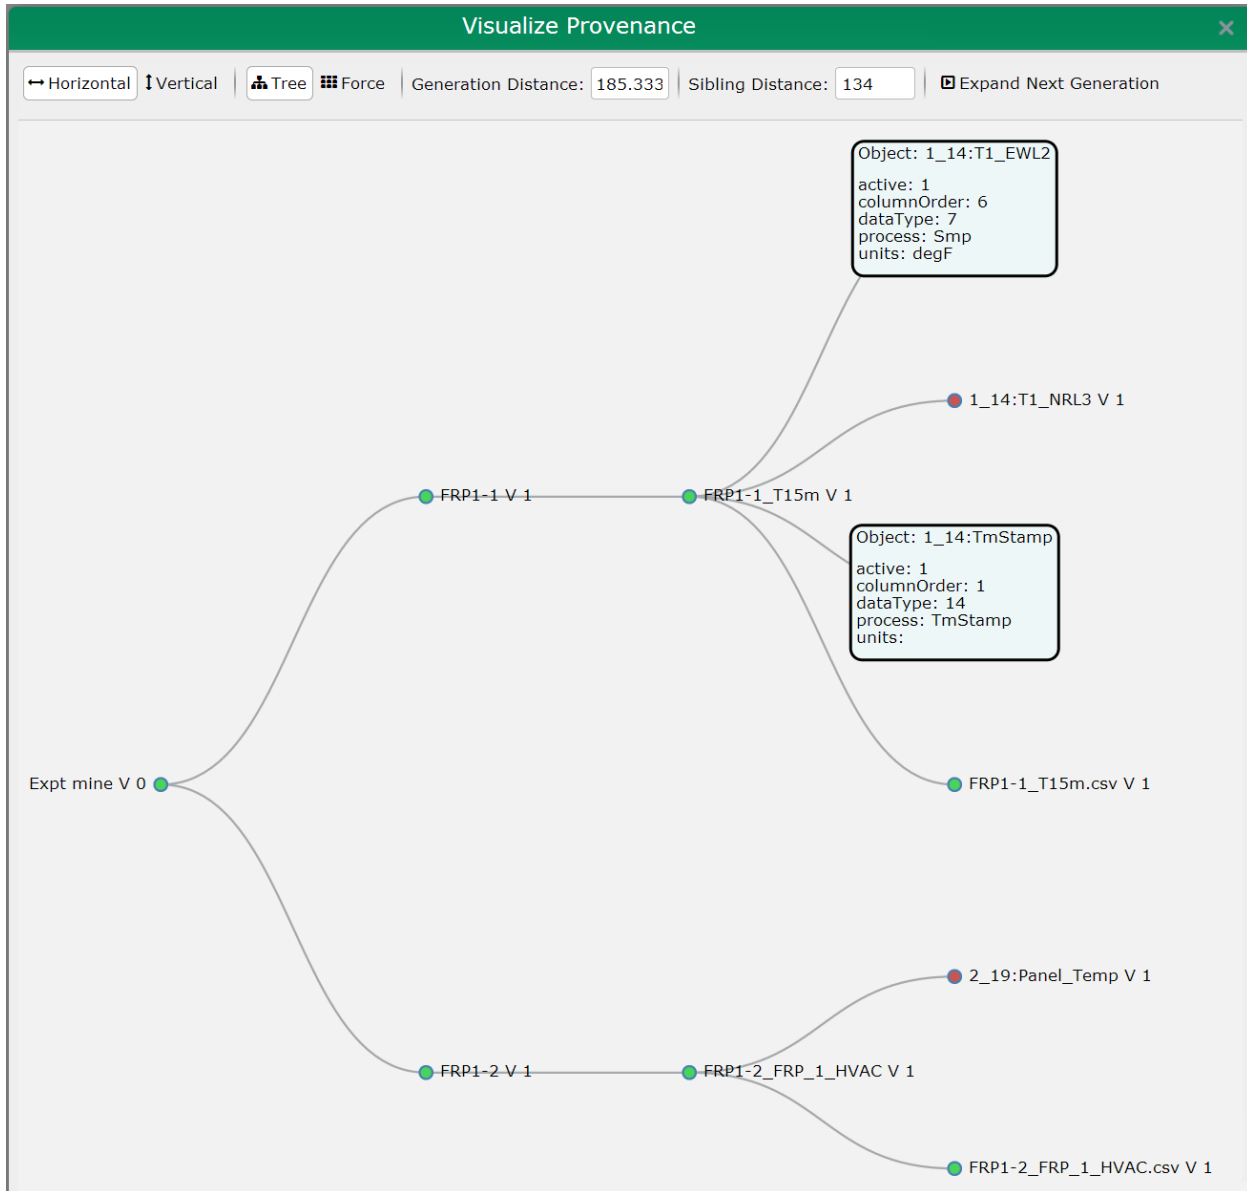 Visualize Provenance
Horizontal Vertical Tree Force Generation Distance: 185.333 Sibling Distance: 134 Expand Next Generation
Object: 1_14:T1_EWL2
active: 1
columnOrder: 6
dataType: 7
process: Smp
units: degF
1_14:T1_NRL3 V 1
FRP1-1 V 1
FRP1-1_T15m V 1
Object: 1_14:TmStamp
active: 1
columnOrder: 1
dataType: 14
process: TmStamp
units:
Expt mine V 0
FRP1-1_T15m.csv V 1
2_19:Panel_Temp V 1
FRP1-2 V 1
FRP1-2_FRP_1_HVAC V 1
FRP1-2_FRP_1_HVAC.csv V 1